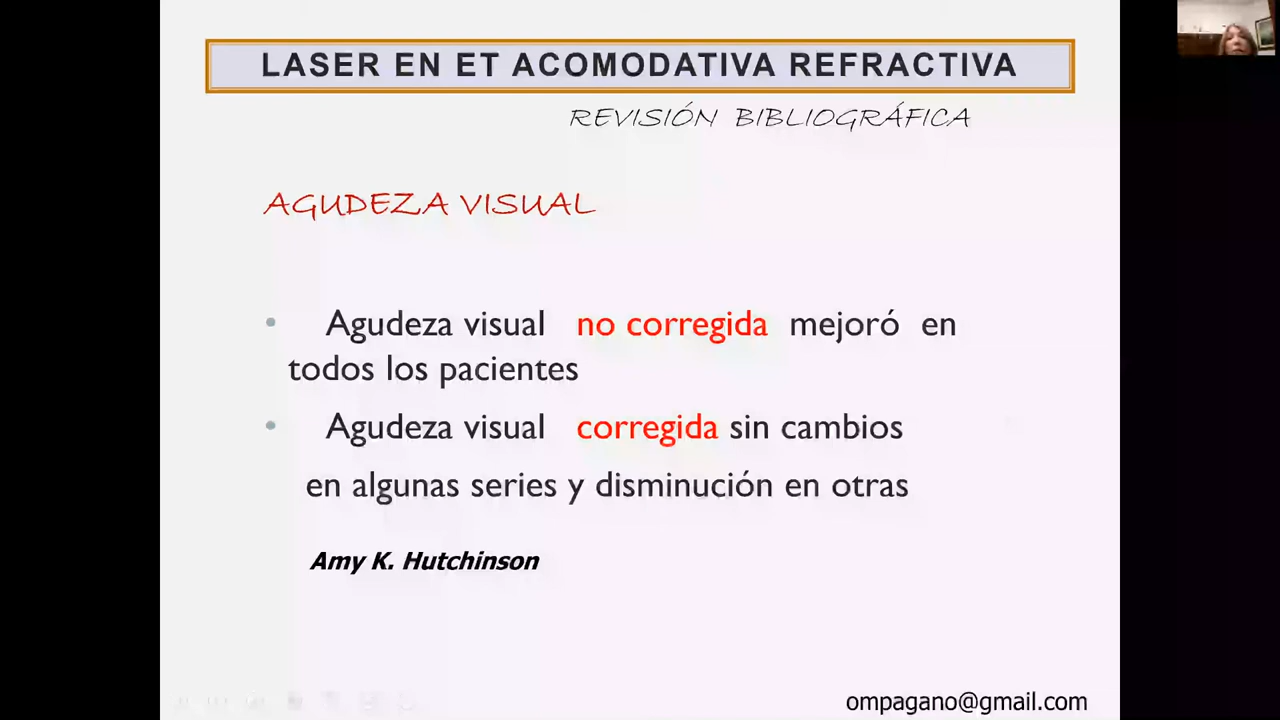 LASER EN ET ACOMODATIVA REFRACTIVA
REVISIÓN BIBLIOGRÁFICA
AGUDEZA VISUAL
• Agudeza visual no corregida mejoró en
todos los pacientes
• Agudeza visual corregida sin cambios
en algunas series y disminución en otras
Amy K. Hutchinson
ompagano@gmail.com